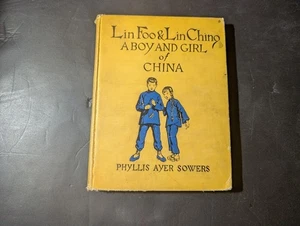 Lin Foo & Lin Ching
A BOY AND GIRL
of
CHINA
PHYLLIS AYER SOWERS